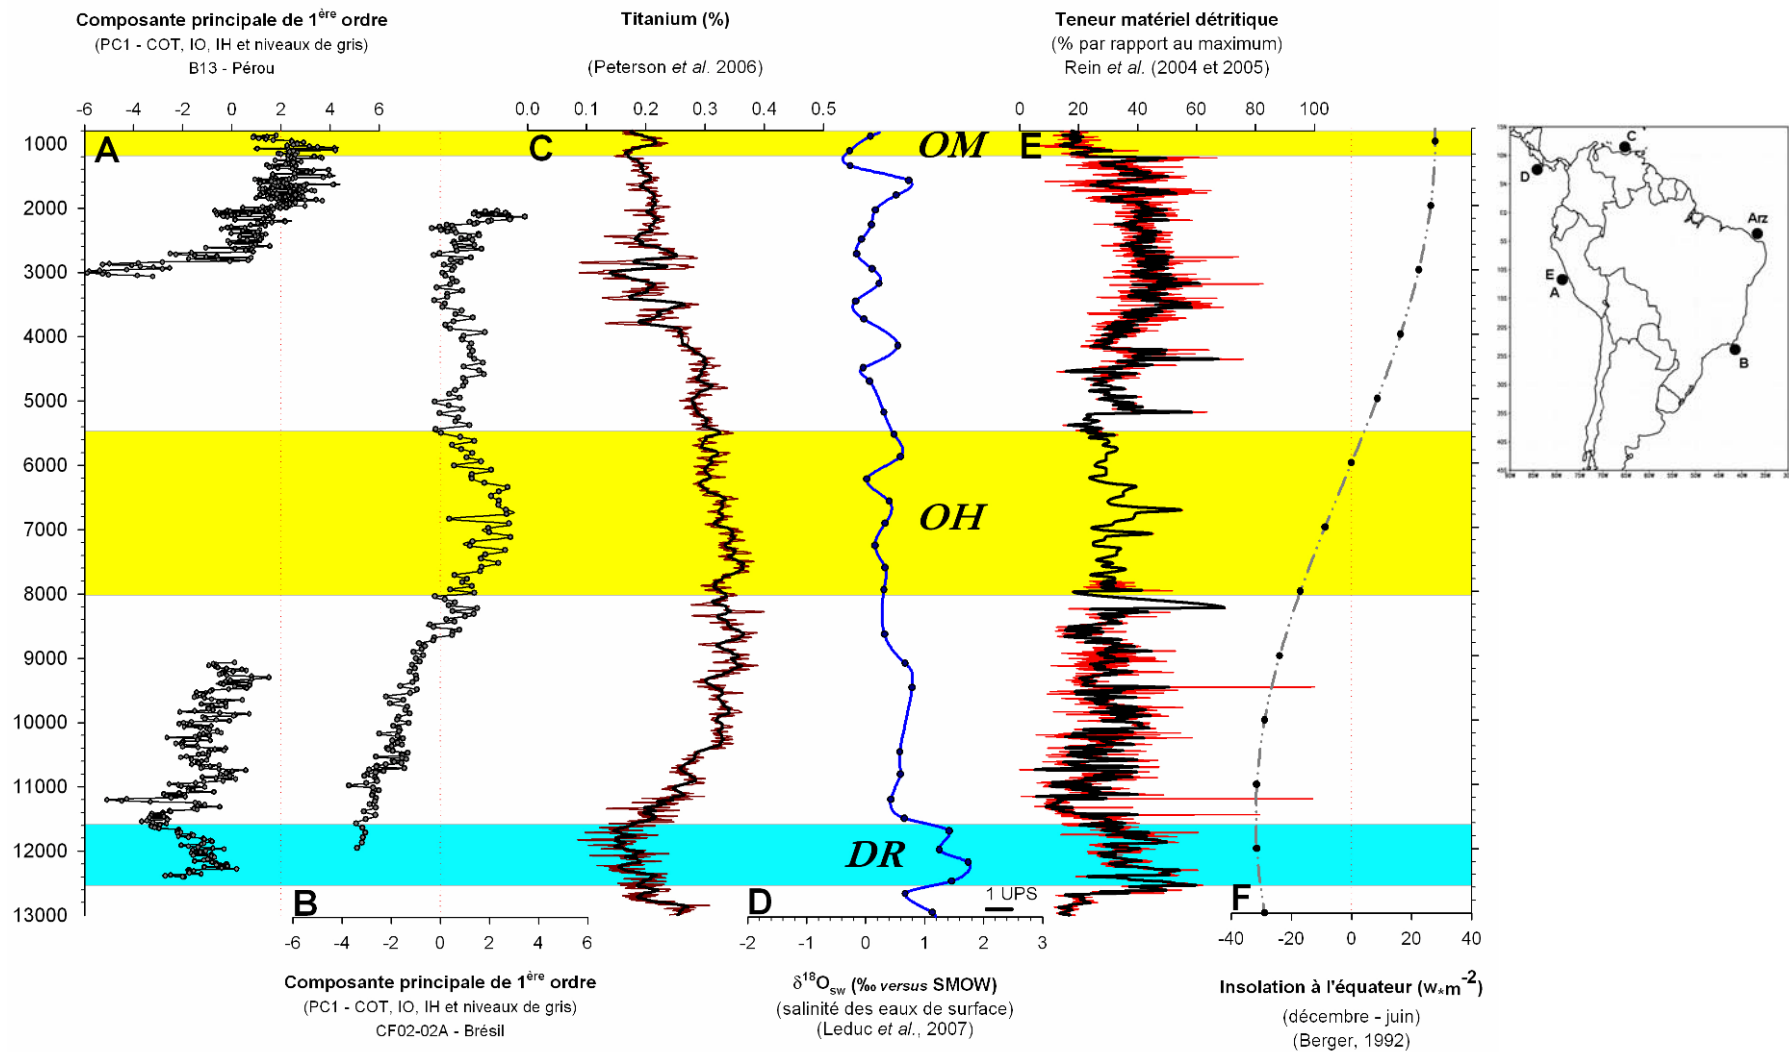 Composante principale de 1ère ordre
(PC1 - COT, IO, IH et niveaux de gris)
B13 - Pérou
Titanium (%)
(Peterson et al. 2006)
Teneur matériel détritique
(% par rapport au maximum)
Rein et al. (2004 et 2005)
-6 -4 -2 0 2 4 6
0.0 0.1 0.2 0.3 0.4 0.5
0 20 40 60 80 100
A
C
OM
E
1000
2000
3000
4000
5000
6000
7000
8000
9000
10000
11000
12000
13000
OH
DR
B
D
1 UPS
F
-6 -4 -2 0 2 4 6
-2 -1 0 1 2 3
-40 -20 0 20 40
Composante principale de 1ère ordre
(PC1 - COT, IO, IH et niveaux de gris)
CF02-02A - Brésil
δ18Osw (‰ versus SMOW)
(salinité des eaux de surface)
(Leduc et al., 2007)
Insolation à l'équateur (w*m-2)
(décembre - juin)
(Berger, 1992)
C
D
Arz
E
A
B